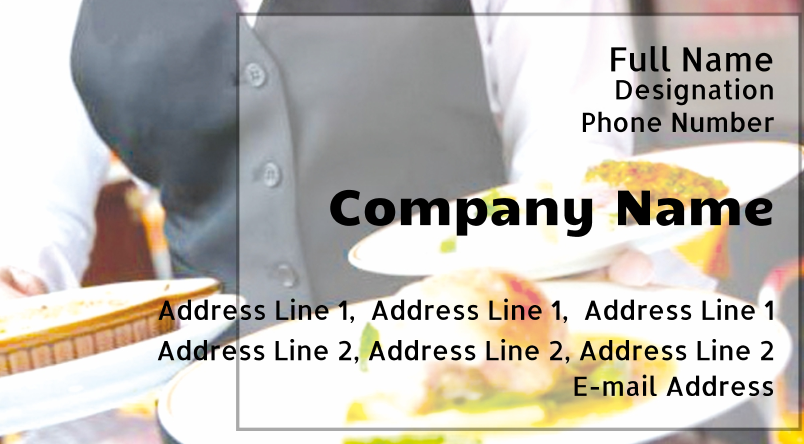 Full Name
Designation
Phone Number
Company Name
Address Line 1,  Address Line 1,  Address Line 1
Address Line 2, Address Line 2, Address Line 2
E-mail Address